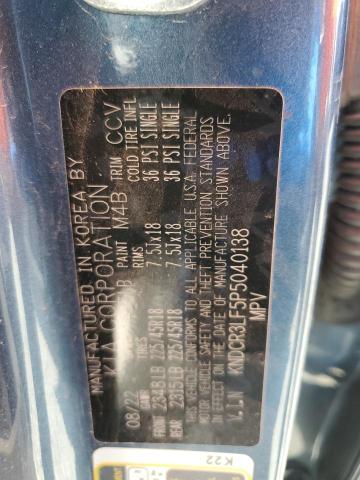 MANUFACTURED. IN KOREA BY
KIA CORPORATION
08/22 PAINT M4B TRIM CCV
TIRES RIMS COLD TIRE INFL
FRONT 2348LB 225/45R18 7.5JX18 36 PSI SINGLE
REAR 2315LB 225/45R18 7.5JX18 36 PSI SINGLE
THIS VEHICLE CONFORMS TO ALL APPLICABLE U.S.A FEDERAL
MOTOR VEHICLE SAFETY AND THEFT PREVENTION STANDARDS
IN EFFECT ON THE DATE OF MANUFACTURE SHOWN ABOVE.
V.I.N KNDCR3LF5P5040138
MPV
K22